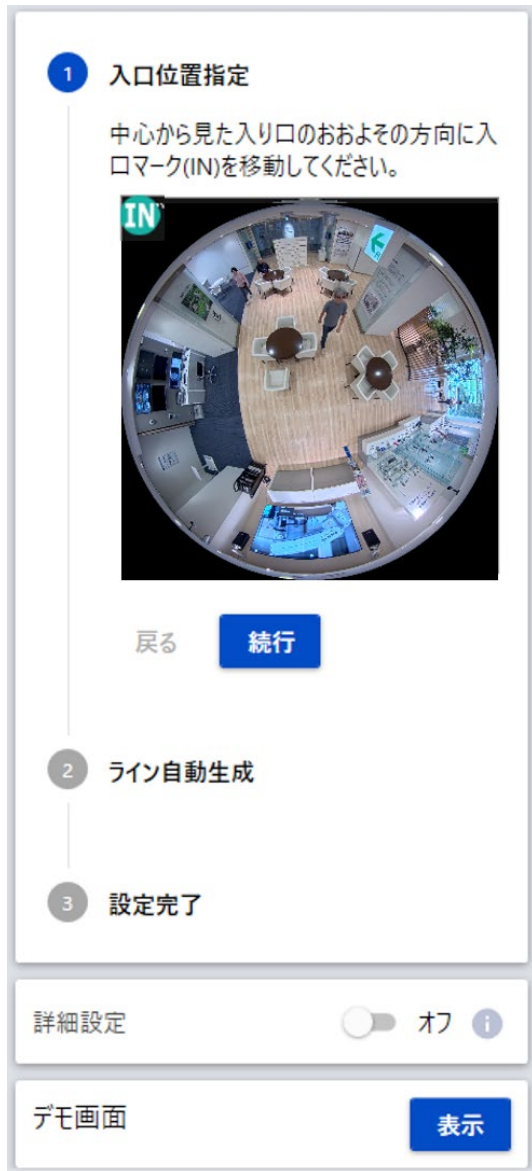 1 入口位置指定
中心から見た入り口のおおよその方向に入
口マーク(IN)を移動してください。
IN
戻る 続行
2 ライン自動生成
3 設定完了
詳細設定 オフ i
デモ画面 表示